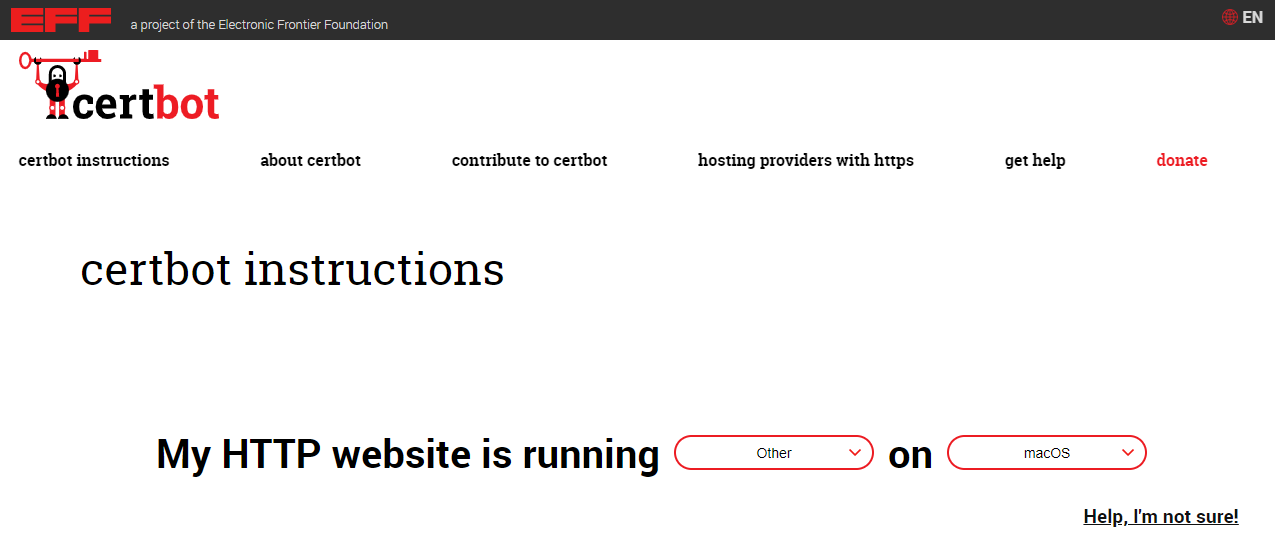 EFF a project of the Electronic Frontier Foundation EN
certbot
certbot instructions about certbot contribute to certbot hosting providers with https get help donate
certbot instructions
My HTTP website is running Other on macOS
Help, I'm not sure!